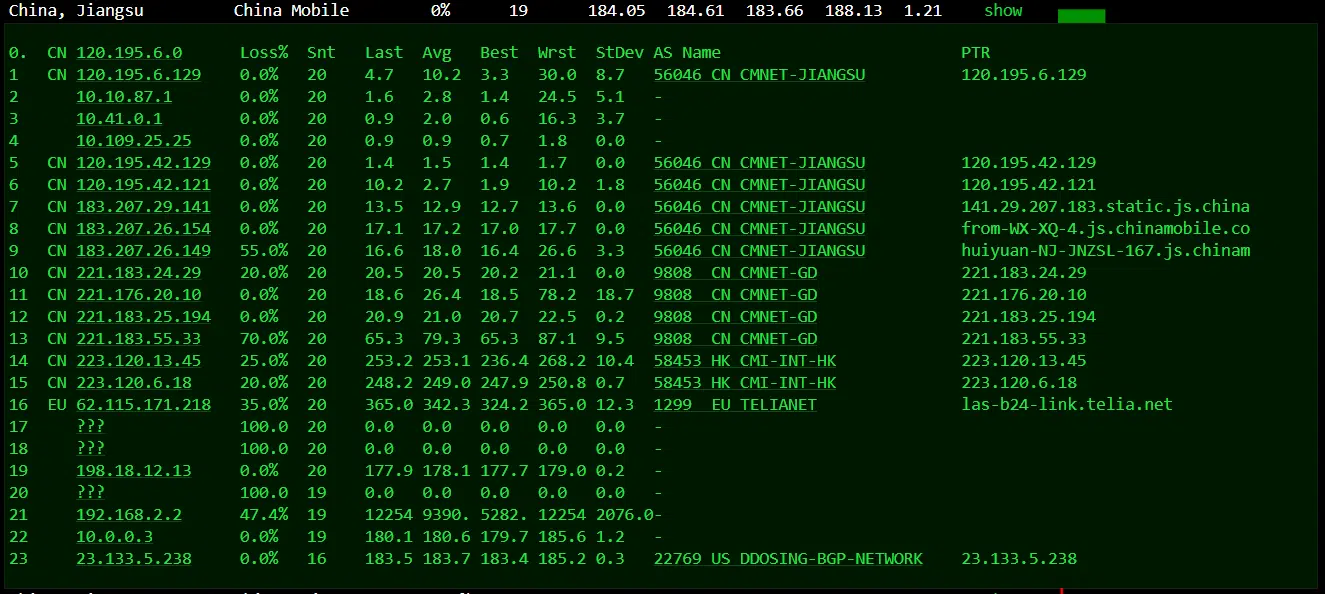 China, Jiangsu China Mobile 0% 19 184.05 184.61 183.66 188.13 1.21 show
0. CN 120.195.6.0 Loss% Snt Last Avg Best Wrst StDev AS Name PTR
1 CN 120.195.6.129 0.0% 20 4.7 10.2 3.3 30.0 8.7 56046 CN CMNET-JIANGSU 120.195.6.129
2 10.10.87.1 0.0% 20 1.6 2.8 1.4 24.5 5.1 -
3 10.41.0.1 0.0% 20 0.9 2.0 0.6 16.3 3.7 -
4 10.109.25.25 0.0% 20 0.9 0.9 0.7 1.8 0.0 -
5 CN 120.195.42.129 0.0% 20 1.4 1.5 1.4 1.7 0.0 56046 CN CMNET-JIANGSU 120.195.42.129
6 CN 120.195.42.121 0.0% 20 10.2 2.7 1.9 10.2 1.8 56046 CN CMNET-JIANGSU 120.195.42.121
7 CN 183.207.29.141 0.0% 20 13.5 12.9 12.7 13.6 0.0 56046 CN CMNET-JIANGSU 141.29.207.183.static.js.china
8 CN 183.207.26.154 0.0% 20 17.1 17.2 17.0 17.7 0.0 56046 CN CMNET-JIANGSU from-WX-XQ-4.js.chinamobile.co
9 CN 183.207.26.149 55.0% 20 16.6 18.0 16.4 26.6 3.3 56046 CN CMNET-JIANGSU huiyuan-NJ-JNZSL-167.js.chinam
10 CN 221.183.24.29 20.0% 20 20.5 20.5 20.2 21.1 0.0 9808 CN CMNET-GD 221.183.24.29
11 CN 221.176.20.10 0.0% 20 18.6 26.4 18.5 78.2 18.7 9808 CN CMNET-GD 221.176.20.10
12 CN 221.183.25.194 0.0% 20 20.9 21.0 20.7 22.5 0.2 9808 CN CMNET-GD 221.183.25.194
13 CN 221.183.55.33 70.0% 20 65.3 79.3 65.3 87.1 9.5 9808 CN CMNET-GD 221.183.55.33
14 CN 223.120.13.45 25.0% 20 253.2 253.1 236.4 268.2 10.4 58453 HK CMI-INT-HK 223.120.13.45
15 CN 223.120.6.18 20.0% 20 248.2 249.0 247.9 250.8 0.7 58453 HK CMI-INT-HK 223.120.6.18
16 EU 62.115.171.218 35.0% 20 365.0 342.3 324.2 365.0 12.3 1299 EU TELIANET las-b24-link.telia.net
17 ??? 100.0 20 0.0 0.0 0.0 0.0 0.0 -
18 ??? 100.0 20 0.0 0.0 0.0 0.0 0.0 -
19 198.18.12.13 0.0% 20 177.9 178.1 177.7 179.0 0.2 -
20 ??? 100.0 19 0.0 0.0 0.0 0.0 0.0 -
21 192.168.2.2 47.4% 19 12254 9390. 5282. 12254 2076.0-
22 10.0.0.3 0.0% 19 180.1 180.6 179.7 185.6 1.2 -
23 23.133.5.238 0.0% 16 183.5 183.7 183.4 185.2 0.3 22769 US DDOSING-BGP-NETWORK 23.133.5.238